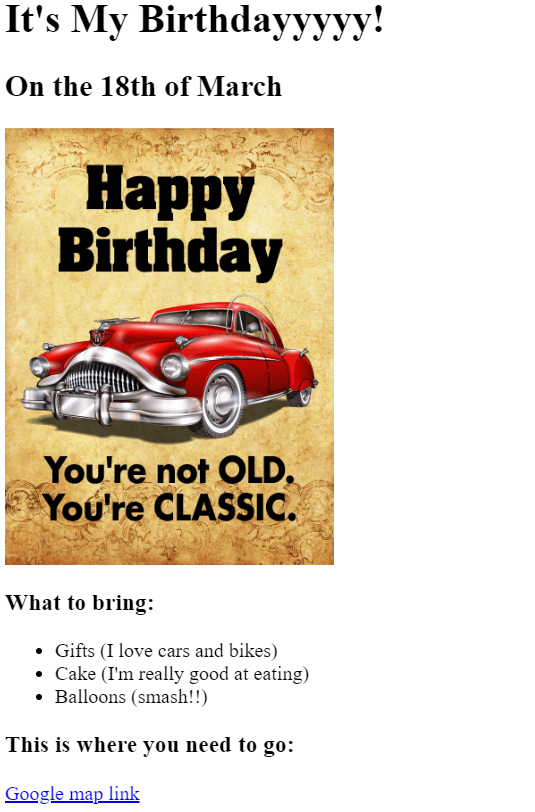 It's My Birthdayyyyy!
On the 18th of March
Happy
Birthday
You're not OLD.
You're CLASSIC.
What to bring:
Gifts (I love cars and bikes)
Cake (I'm really good at eating)
Balloons (smash!!)
This is where you need to go:
Google map link